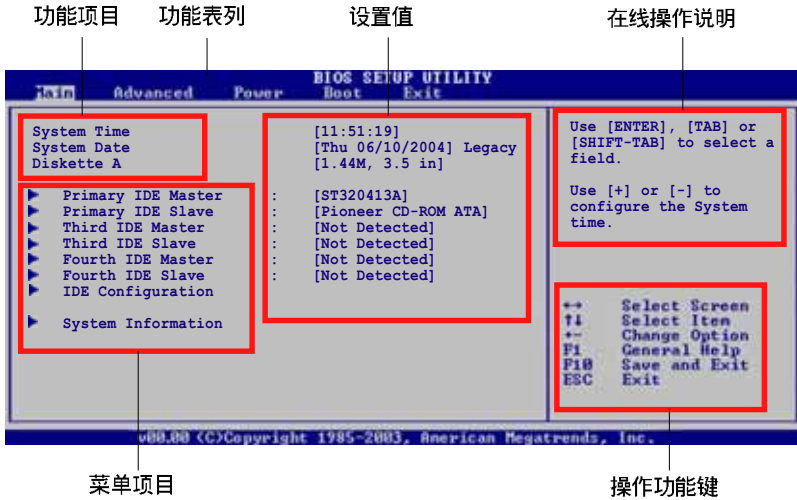 功能项目 功能表列 设置值 在线操作说明
BIOS SETUP UTILITY
Main Advanced Power Boot Exit
System Time [11:51:19]
System Date [Thu 06/10/2004] Legacy
Diskette A [1.44M, 3.5 in]
Primary IDE Master : [ST320413A]
Primary IDE Slave : [Pioneer CD-ROM ATA]
Third IDE Master : [Not Detected]
Third IDE Slave : [Not Detected]
Fourth IDE Master : [Not Detected]
Fourth IDE Slave : [Not Detected]
IDE Configuration
System Information
Use [ENTER], [TAB] or
[SHIFT-TAB] to select a
field.
Use [+] or [-] to
configure the System
time.
↔ Select Screen
↑↓ Select Item
+- Change Option
F1 General Help
F10 Save and Exit
ESC Exit
v00.00 (C)Copyright 1985-2003, American Megatrends, Inc.
菜单项目 操作功能键